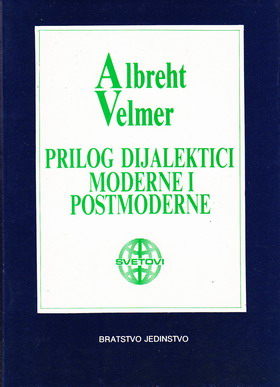 Albreht
Velmer
PRILOG DIJALEKTICI
MODERNE I
POSTMODERNE
SVETOVI
BRATSTVO JEDINSTVO